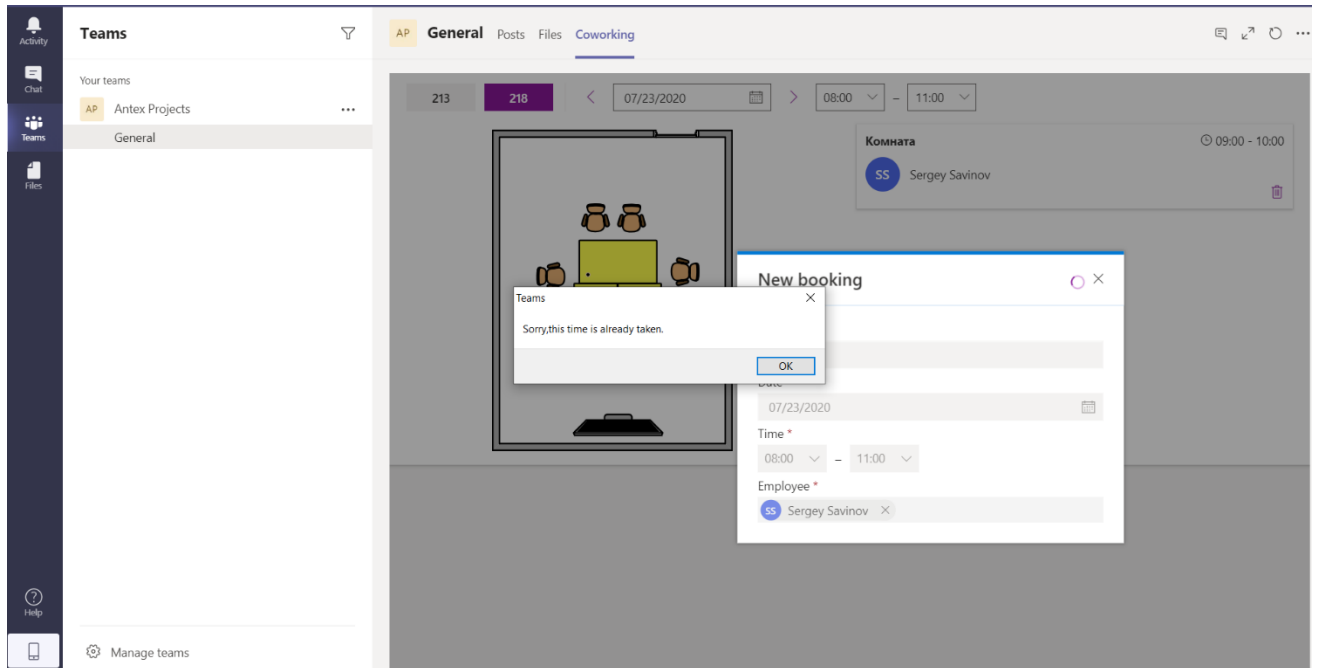 Activity
Chat
Teams
Files
Help
Teams
Your teams
AP Antex Projects
General
Manage teams
AP General Posts Files Coworking
213 218 07/23/2020 08:00 – 11:00
Комната 09:00 - 10:00
SS Sergey Savinov
New booking
Teams
Sorry,this time is already taken.
OK
Date
07/23/2020
Time *
08:00 – 11:00
Employee *
SS Sergey Savinov